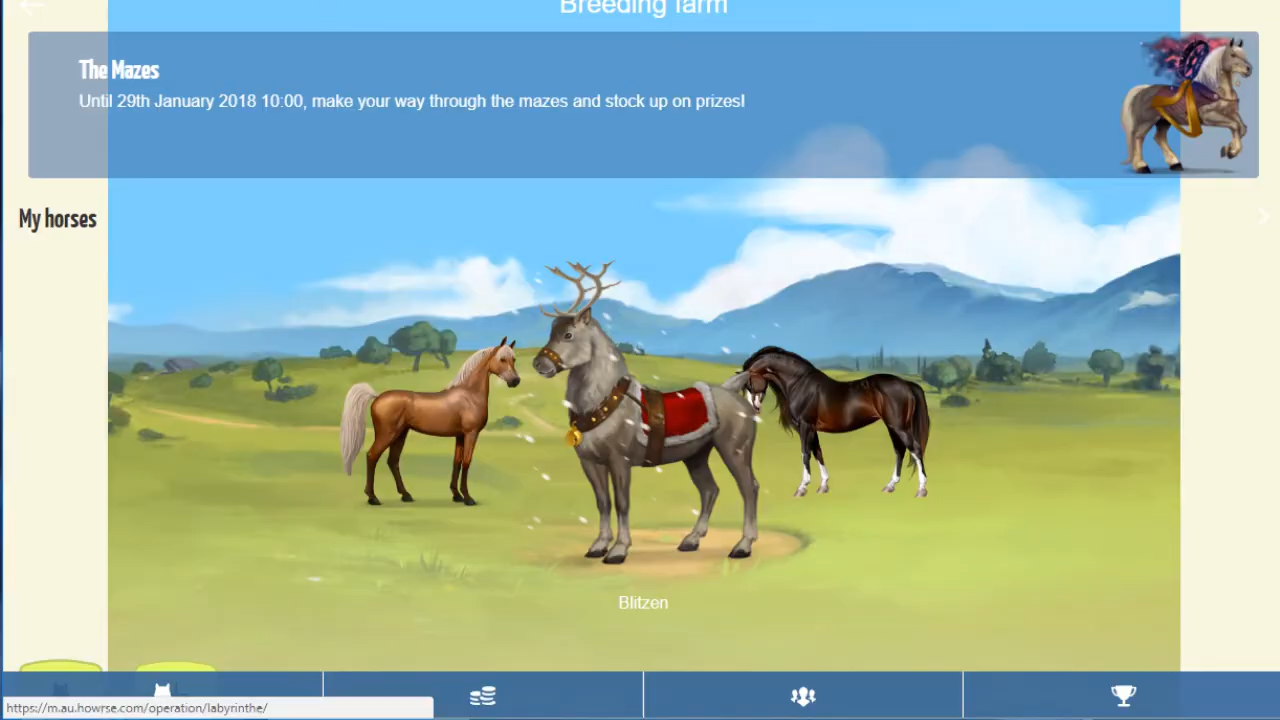 Breeding farm
The Mazes
Until 29th January 2018 10:00, make your way through the mazes and stock up on prizes!
My horses
Blitzen
https://m.au.howrse.com/operation/labyrinthe/